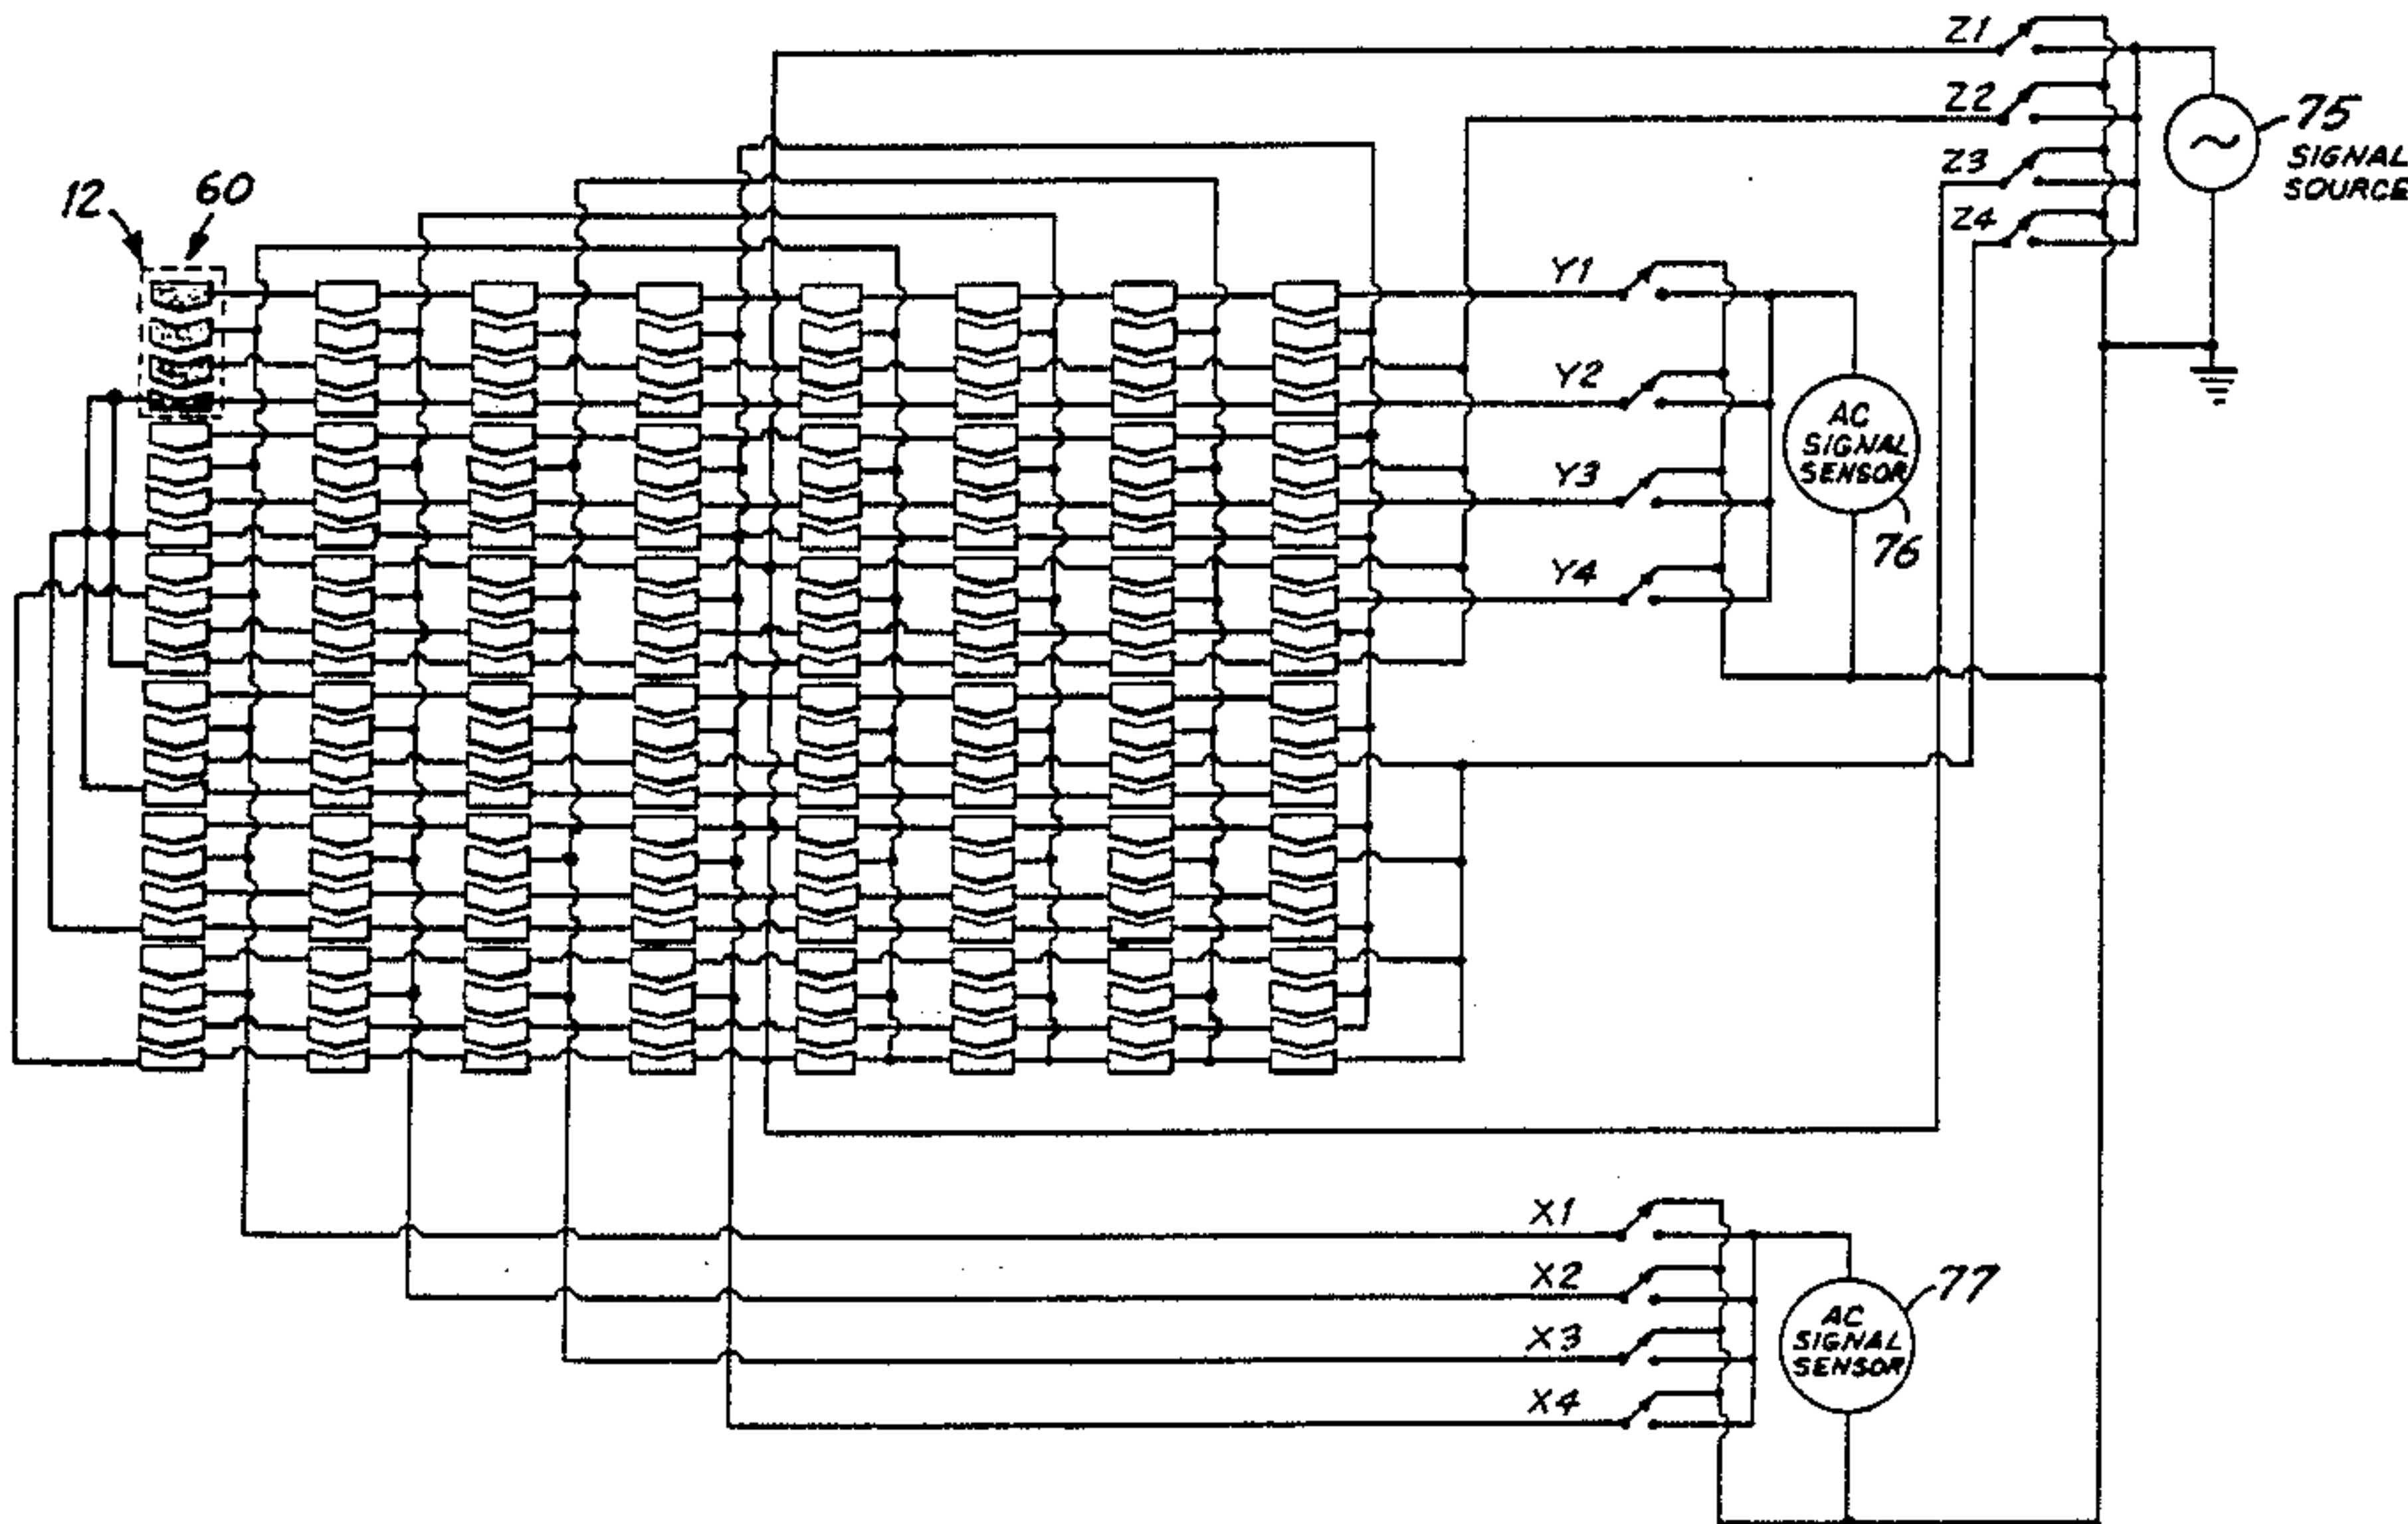 Z1
Z2
75
SIGNAL
SOURCE
Z3
Z4
12
60
Y1
Y2
AC
SIGNAL
SENSOR
Y3
76
Y4
X1
X2
77
AC
SIGNAL
SENSOR
X3
X4